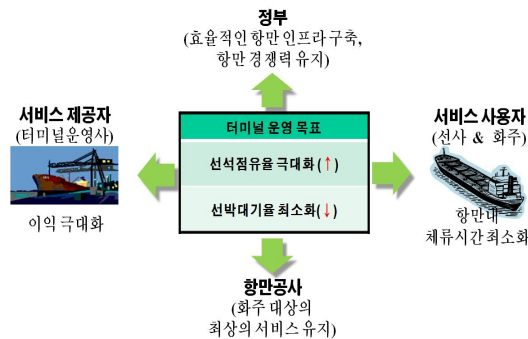 정부
(효율적인 항만 인프라 구축,
항만 경쟁력 유지)
서비스 제공자
(터미널운영사)
이익 극대화
터미널 운영 목표
선석점유율 극대화(↑)
선박대기율 최소화(↓)
서비스 사용자
(선사 & 화주)
항만내
체류시간 최소화
항만공사
(화주 대상의
최상의 서비스 유지)